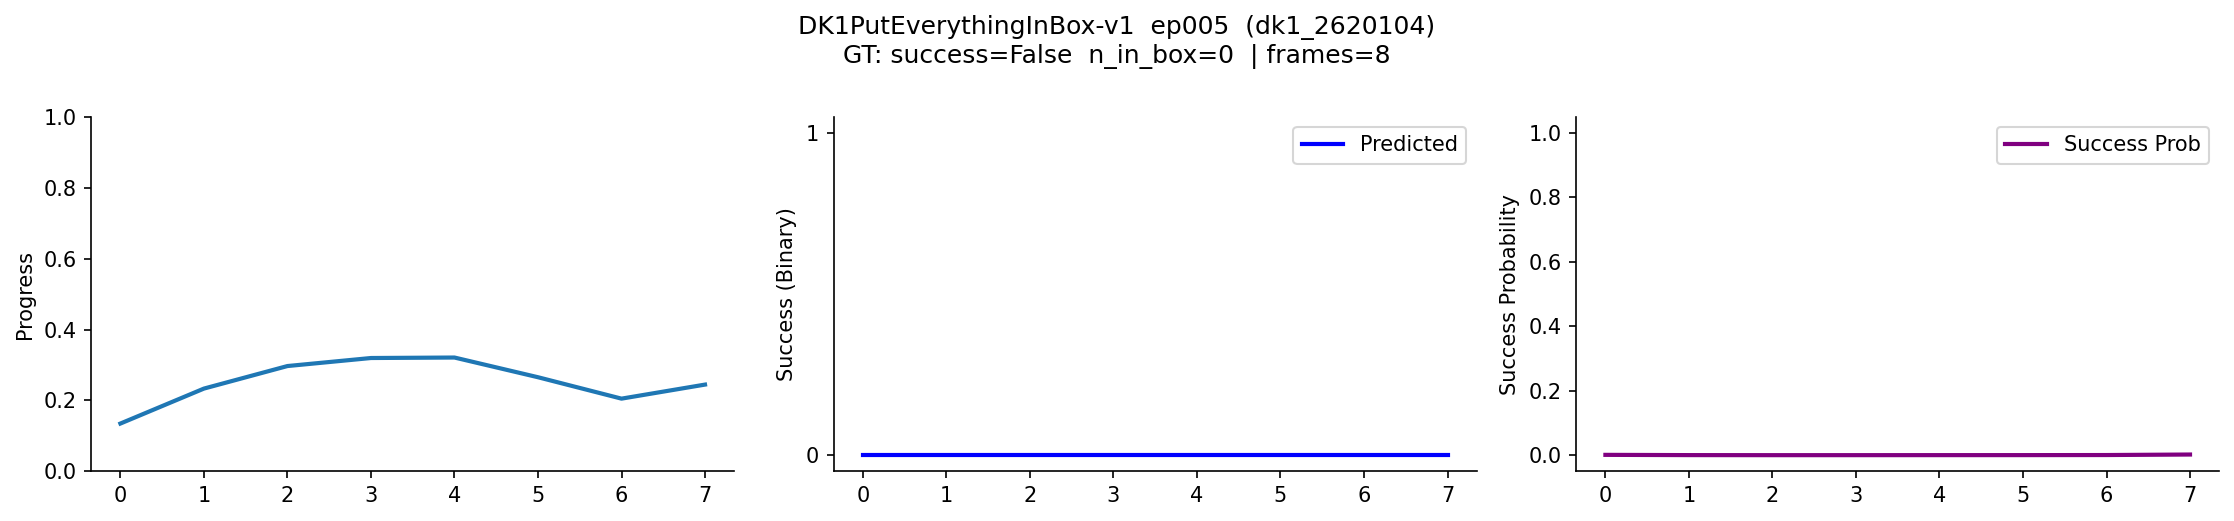 DK1PutEverythingInBox-v1  ep005  (dk1_2620104)
GT: success=False  n_in_box=0  | frames=8
Progress
1.0
0.8
0.6
0.4
0.2
0.0
0 1 2 3 4 5 6 7
Success (Binary)
1
0
Predicted
0 1 2 3 4 5 6 7
Success Probability
1.0
0.8
0.6
0.4
0.2
0.0
Success Prob
0 1 2 3 4 5 6 7